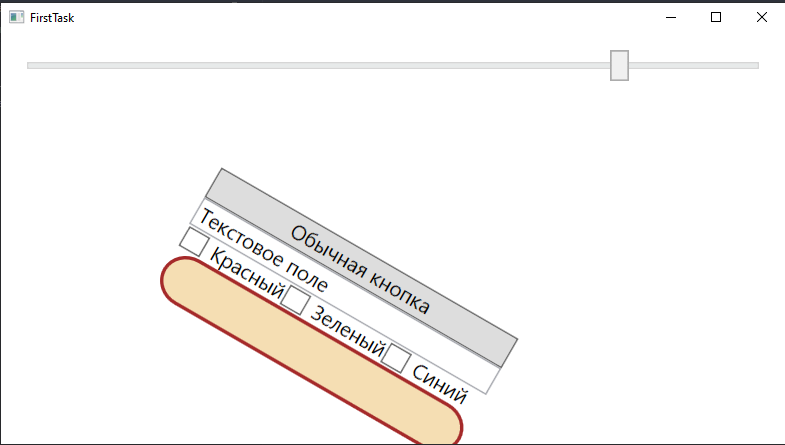 FirstTask
Обычная кнопка
Текстовое поле
Красный Зеленый Синий